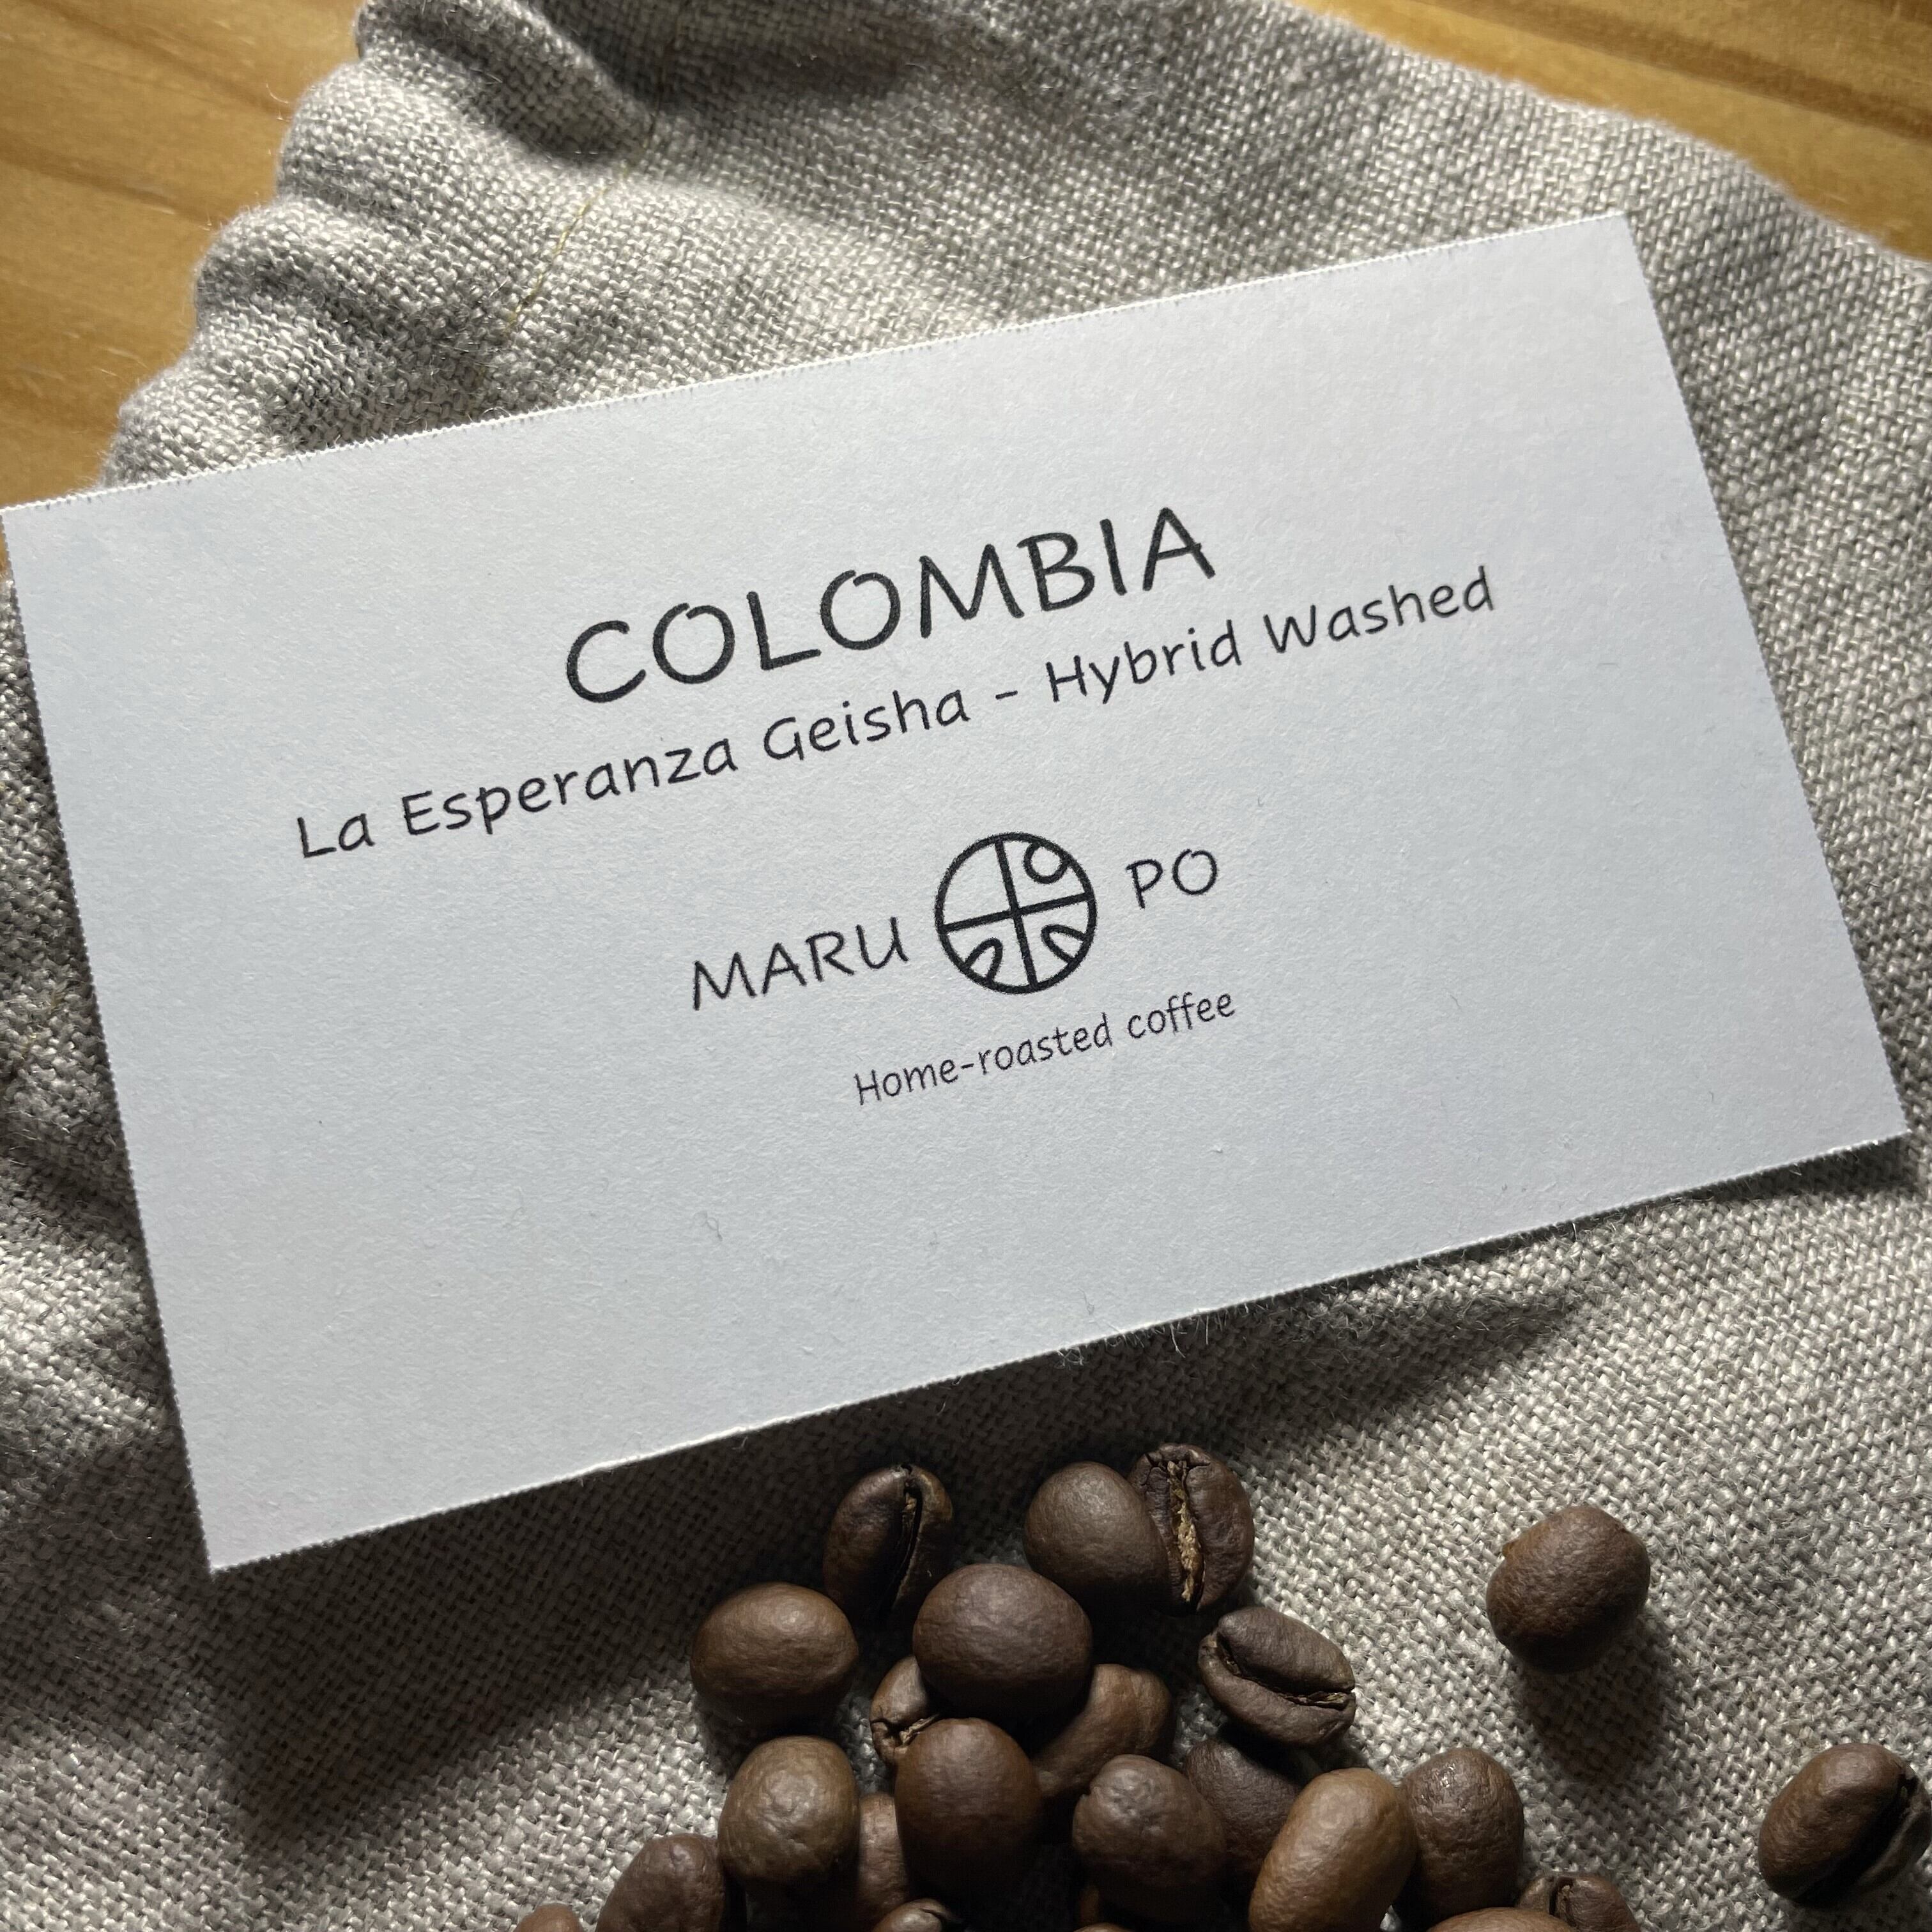 COLOMBIA
La Esperanza Geisha - Hybrid Washed
MARU PO
Home-roasted coffee